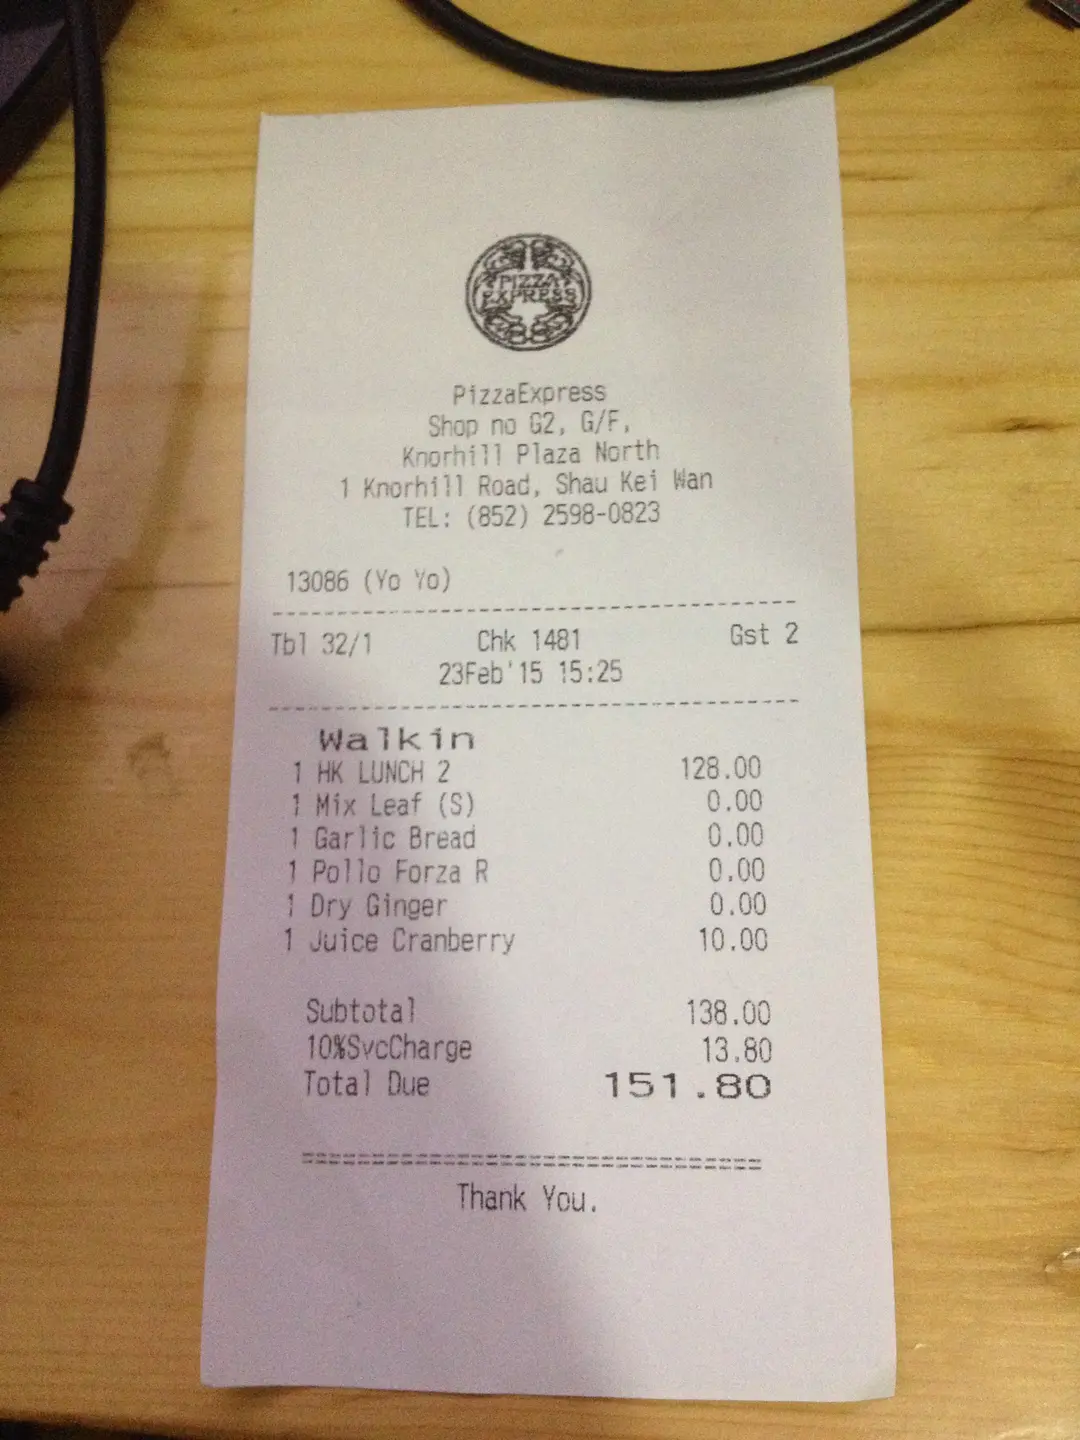 PIZZA
EXPRESS
PizzaExpress
Shop no G2, G/F,
Knorhill Plaza North
1 Knorhill Road, Shau Kei Wan
TEL: (852) 2598-0823
13086 (Yo Yo)
Tbl 32/1 Chk 1481 Gst 2
23Feb'15 15:25
Walkin
1 HK LUNCH 2 128.00
1 Mix Leaf (S) 0.00
1 Garlic Bread 0.00
1 Pollo Forza R 0.00
1 Dry Ginger 0.00
1 Juice Cranberry 10.00
Subtotal 138.00
10%SvcCharge 13.80
Total Due 151.80
Thank You.